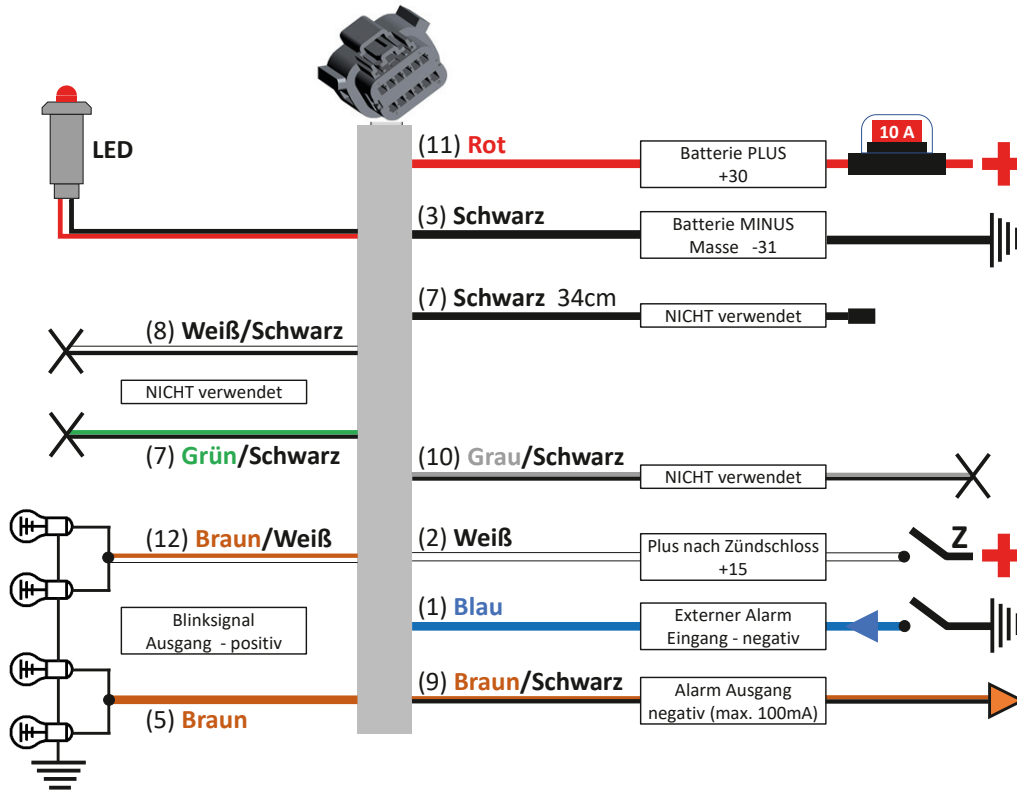 LED
(11) Rot
Batterie PLUS
+30
10 A
(3) Schwarz
Batterie MINUS
Masse -31
(7) Schwarz 34cm
NICHT verwendet
(8) Weiß/Schwarz
NICHT verwendet
(7) Grün/Schwarz
(10) Grau/Schwarz
NICHT verwendet
(12) Braun/Weiß
(2) Weiß
Plus nach Zündschloss
+15
Z
Blinksignal
Ausgang - positiv
(1) Blau
Externer Alarm
Eingang - negativ
(5) Braun
(9) Braun/Schwarz
Alarm Ausgang
negativ (max. 100mA)